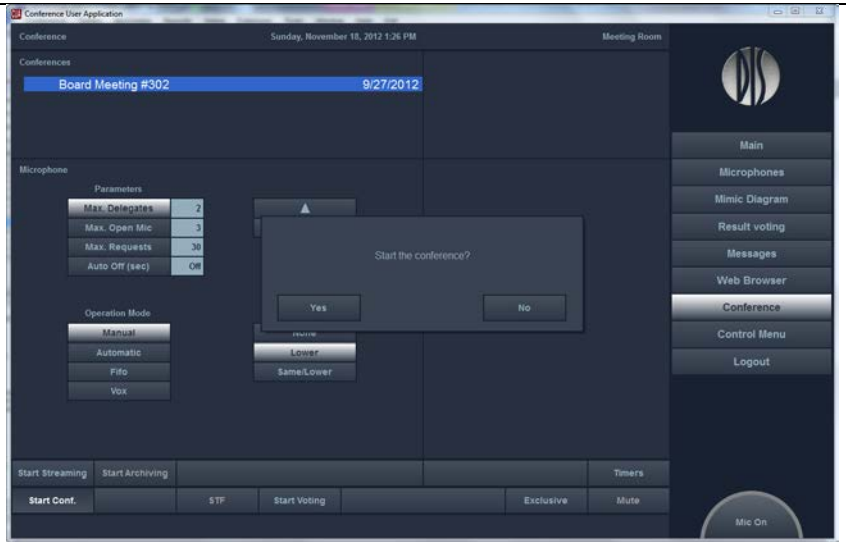 Conference User Application
Conference Sunday, November 18, 2012 1:26 PM Meeting Room
DIS
Conferences
Board Meeting #302 9/27/2012
Microphone
Parameters
Max. Delegates 2
Max. Open Mic 3
Max. Requests 30
Auto Off (sec) Off
Start the conference?
Yes No
Operation Mode
Manual
Automatic
Fifo
Vox
None
Lower
Same/Lower
Main
Microphones
Mimic Diagram
Result voting
Messages
Web Browser
Conference
Control Menu
Logout
Start Streaming Start Archiving Timers
Start Conf. STF Start Voting Exclusive Mute
Mic On